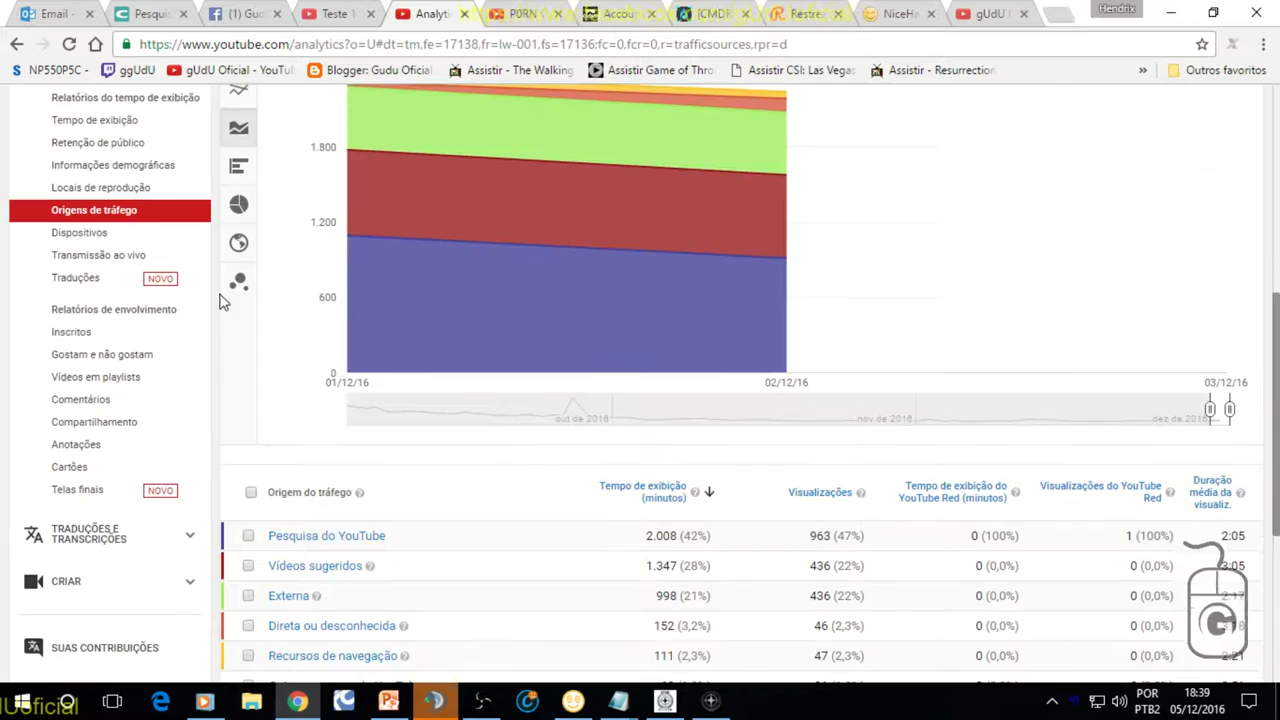 Hendrix
Email -
Pesqui
(1) Gud
Teste 1
Analyti
Accou
(CMDR
Restre
NiceHa
gUdU
https://www.youtube.com/analytics?o=U#dt=tm,fe=17138,fr=lw-001,fs=17136;fc=0,fcr=0,r=trafficsources,rpr=d
NP550P5C -
ggUdU
gUdU Oficial - YouTu
Blogger: Gudu Oficial
Assistir - The Walking
Assistir Game of Thro
Assistir CSI: Las Vegas
Assistir - Resurrection
»
Outros favoritos
Relatórios do tempo de exibição
Tempo de exibição
Retenção de público
Informações demográficas
Locais de reprodução
Origens de tráfego
Dispositivos
Transmissão ao vivo
Traduções NOVO
Relatórios de envolvimento
Inscritos
Gostam e não gostam
Vídeos em playlists
Comentários
Compartilhamento
Anotações
Cartões
Telas finais NOVO
TRADUÇÕES E
TRANSCRIÇÕES
CRIAR
SUAS CONTRIBUIÇÕES
1.800
1.200
600
0
01/12/16 02/12/16 03/12/16
out de 2016 nov de 2016 dez de 2016
Origem do tráfego
Tempo de exibição
(minutos)
Visualizações
Tempo de exibição do
YouTube Red (minutos)
Visualizações do YouTube
Red
Duração
média da
visualiz.
Pesquisa do YouTube 2.008 (42%) 963 (47%) 0 (100%) 1 (100%) 2:05
Vídeos sugeridos 1.347 (28%) 436 (22%) 0 (0,0%) 0 (0,0%) 3:05
Externa 998 (21%) 436 (22%) 0 (0,0%) 0 (0,0%)
Direta ou desconhecida 152 (3,2%) 46 (2,3%) 0 (0,0%) 0 (0,0%)
Recursos de navegação 111 (2,3%) 47 (2,3%) 0 (0,0%) 0 (0,0%) 2:21
UOficial
POR
PTB2
18:39
05/12/2016